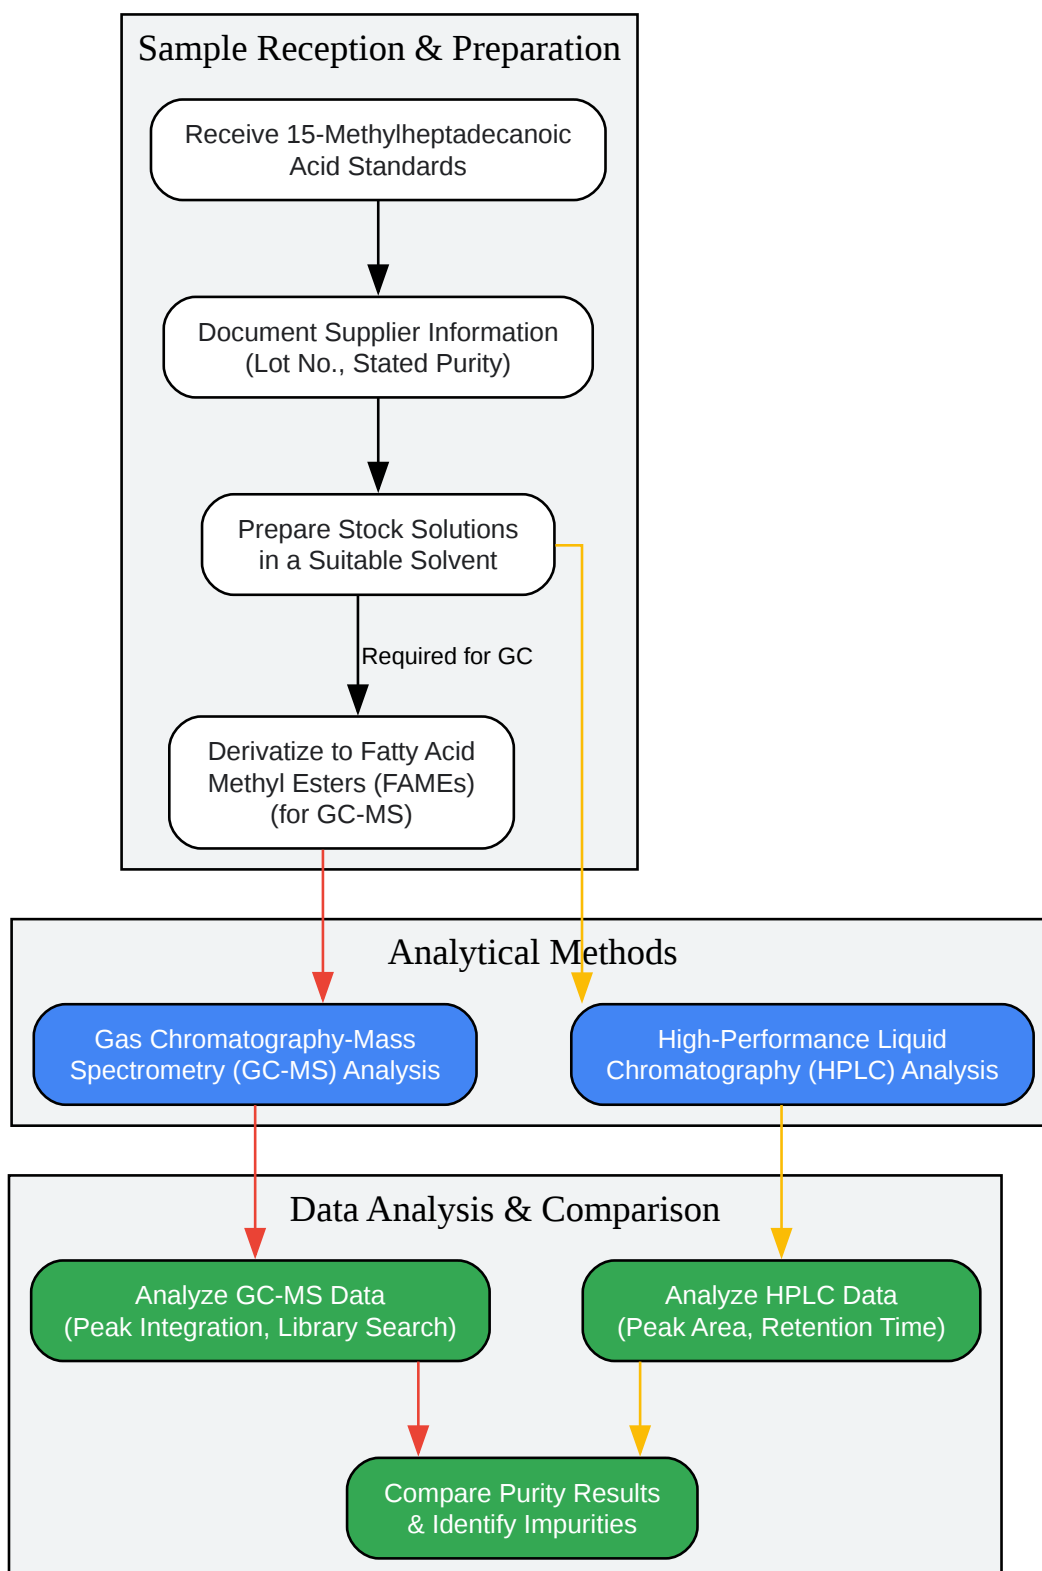 Sample Reception & Preparation
Receive 15-Methylheptadecanoic
Acid Standards
Document Supplier Information
(Lot No., Stated Purity)
Prepare Stock Solutions
in a Suitable Solvent
Required for GC
Derivatize to Fatty Acid
Methyl Esters (FAMEs)
(for GC-MS)
Analytical Methods
Gas Chromatography-Mass
Spectrometry (GC-MS) Analysis
High-Performance Liquid
Chromatography (HPLC) Analysis
Data Analysis & Comparison
Analyze GC-MS Data
(Peak Integration, Library Search)
Analyze HPLC Data
(Peak Area, Retention Time)
Compare Purity Results
& Identify Impurities